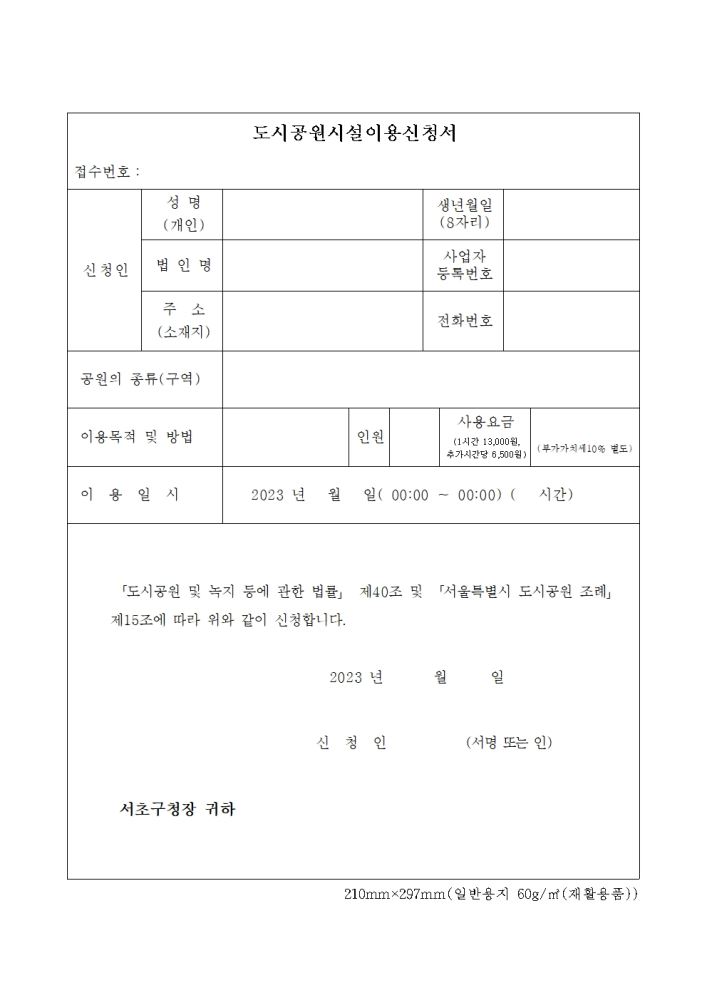 도시공원시설이용신청서
접수번호 :
신청인
성 명
(개인)
생년월일
(8자리)
법 인 명
사업자
등록번호
주 소
(소재지)
전화번호
공원의 종류(구역)
이용목적 및 방법
인원
사용요금
(1시간 13,000원,
추가시간당 6,500원)
(부가가치세10% 별도)
이 용 일 시
2023 년 월 일( 00:00 ~ 00:00) ( 시간)
「도시공원 및 녹지 등에 관한 법률」 제40조 및 「서울특별시 도시공원 조례」
제15조에 따라 위와 같이 신청합니다.
2023 년 월 일
신 청 인 (서명 또는 인)
서초구청장 귀하
210mm×297mm(일반용지 60g/㎡(재활용품))